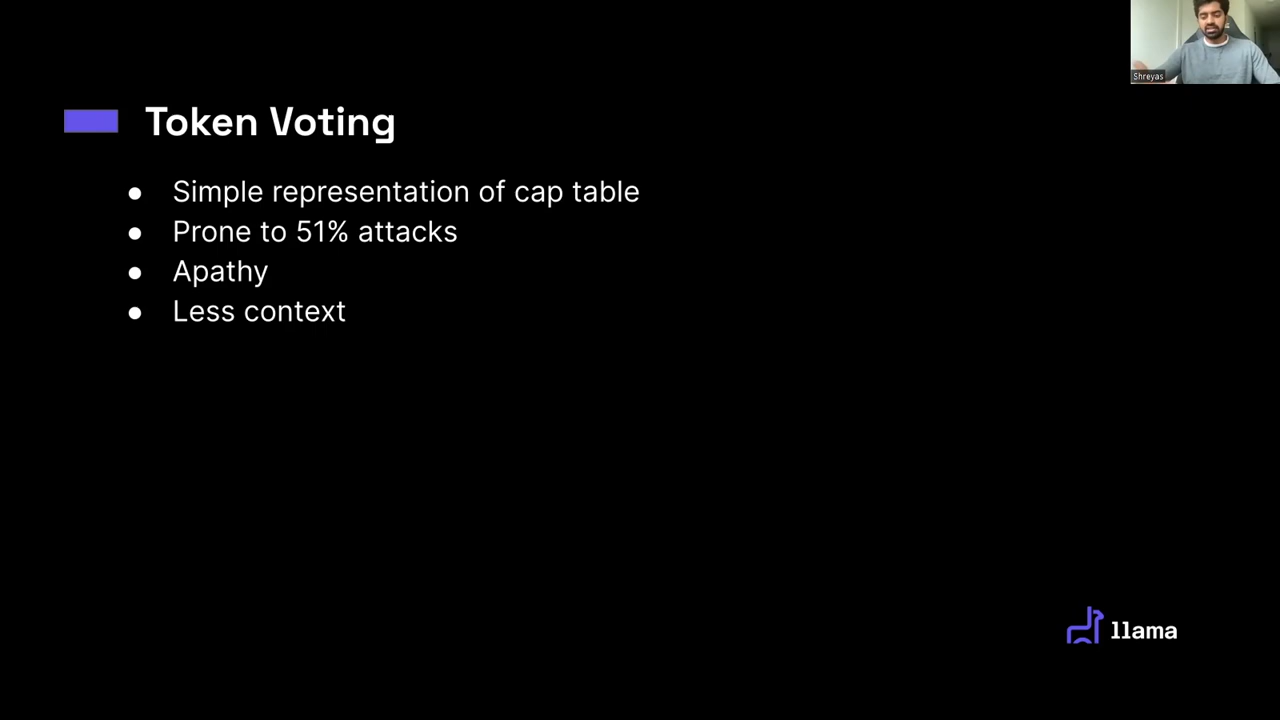 Shreyas
Token Voting
● Simple representation of cap table
● Prone to 51% attacks
● Apathy
● Less context
llama